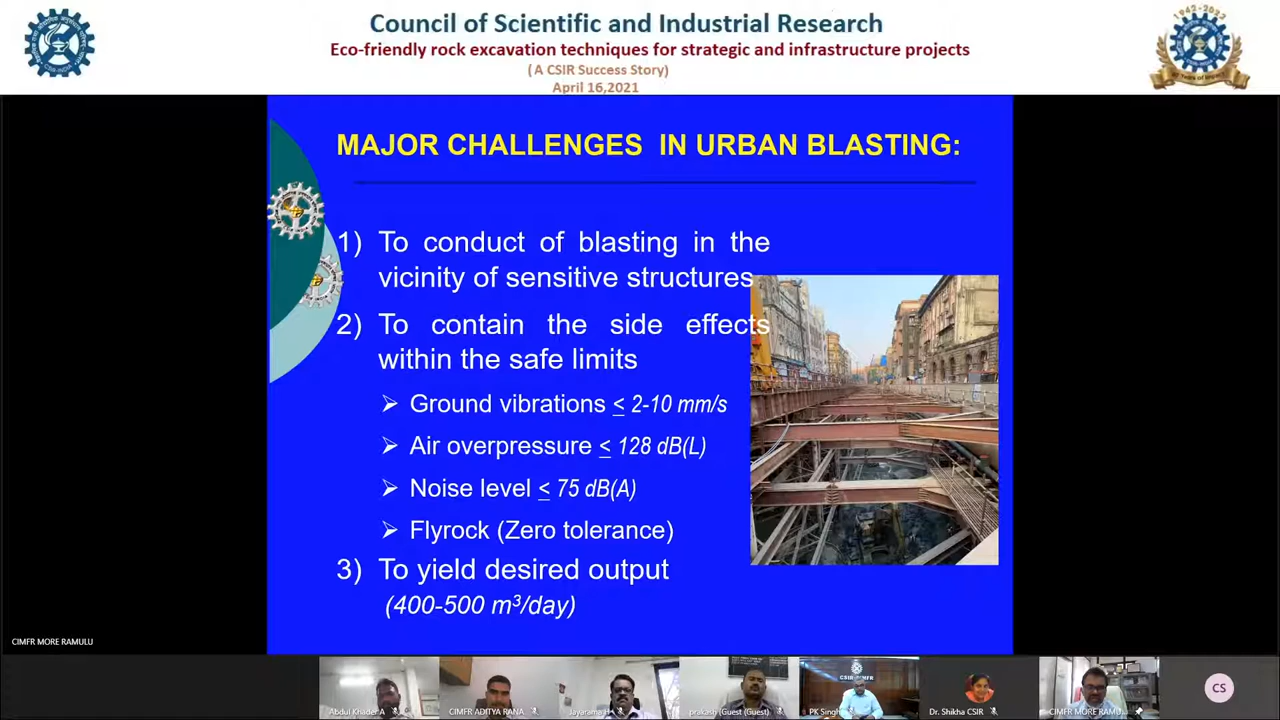 Council of Scientific and Industrial Research
Eco-friendly rock excavation techniques for strategic and infrastructure projects
(A CSIR Success Story)
April 16,2021
MAJOR CHALLENGES IN URBAN BLASTING:
1) To conduct of blasting in the
vicinity of sensitive structures
2) To contain the side effects
within the safe limits
➢ Ground vibrations ≤ 2-10 mm/s
➢ Air overpressure ≤ 128 dB(L)
➢ Noise level ≤ 75 dB(A)
➢ Flyrock (Zero tolerance)
3) To yield desired output
(400-500 m³/day)
CIMFR MORE RAMULU
Abdul Khader A
CIMFR ADITYA RANA
Jayarama H
prakash (Guest) (Guest)
CSIR-CIMFR
PK Singh
Dr. Shikha CSIR
CIMFR MORE RAMU...
CS